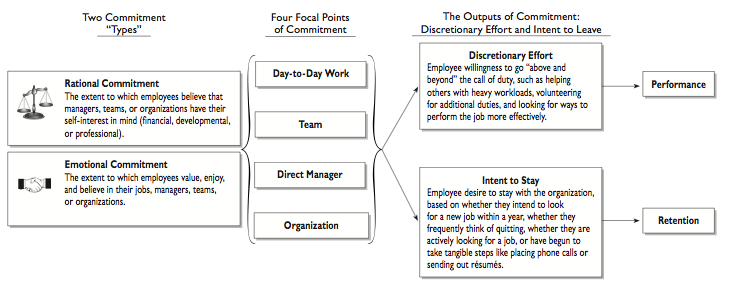 Two Commitment
“Types”
Four Focal Points
of Commitment
The Outputs of Commitment:
Discretionary Effort and Intent to Leave
Rational Commitment
The extent to which employees believe that
managers, teams, or organizations have their
self-interest in mind (financial, developmental,
or professional).
Emotional Commitment
The extent to which employees value, enjoy,
and believe in their jobs, managers, teams,
or organizations.
Day-to-Day Work
Team
Direct Manager
Organization
Discretionary Effort
Employee willingness to go “above and
beyond” the call of duty, such as helping
others with heavy workloads, volunteering
for additional duties, and looking for ways to
perform the job more effectively.
Intent to Stay
Employee desire to stay with the organization,
based on whether they intend to look
for a new job within a year, whether they
frequently think of quitting, whether they are
actively looking for a job, or have begun to
take tangible steps like placing phone calls or
sending out résumés.
Performance
Retention